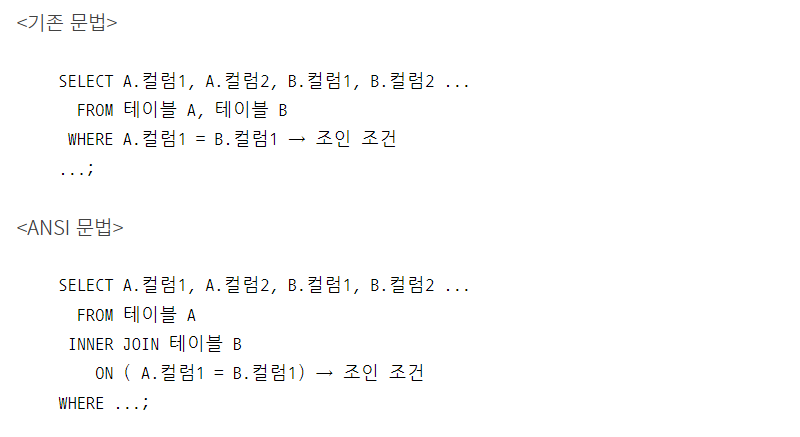 <기존 문법>
SELECT A.컬럼1, A.컬럼2, B.컬럼1, B.컬럼2 ...
FROM 테이블 A, 테이블 B
WHERE A.컬럼1 = B.컬럼1 → 조인 조건
...;
<ANSI 문법>
SELECT A.컬럼1, A.컬럼2, B.컬럼1, B.컬럼2 ...
FROM 테이블 A
INNER JOIN 테이블 B
ON ( A.컬럼1 = B.컬럼1) → 조인 조건
WHERE ...;